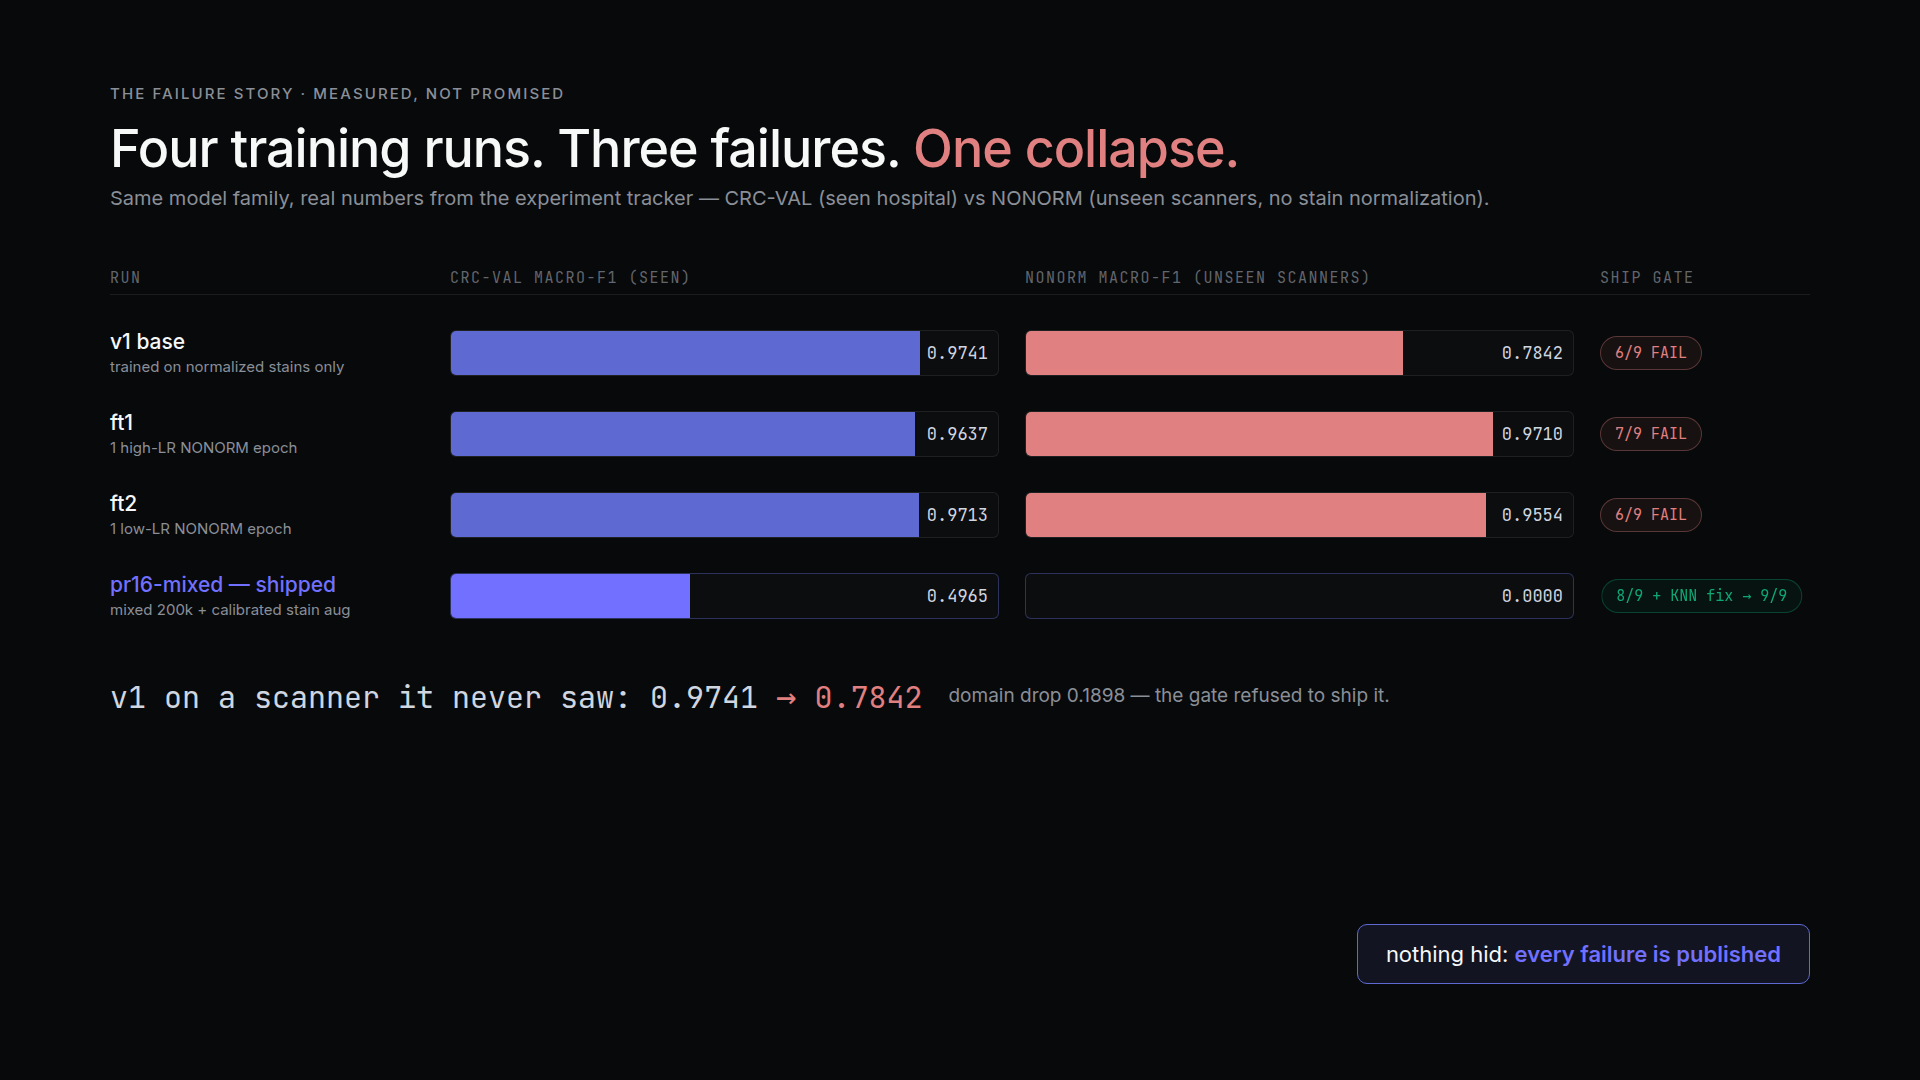 THE FAILURE STORY · MEASURED, NOT PROMISED
Four training runs. Three failures. One collapse.
Same model family, real numbers from the experiment tracker — CRC-VAL (seen hospital) vs NONORM (unseen scanners, no stain normalization).
RUN CRC-VAL MACRO-F1 (SEEN) NONORM MACRO-F1 (UNSEEN SCANNERS) SHIP GATE
v1 base
trained on normalized stains only
0.9741 0.7842 6/9 FAIL
ft1
1 high-LR NONORM epoch
0.9637 0.9710 7/9 FAIL
ft2
1 low-LR NONORM epoch
0.9713 0.9554 6/9 FAIL
pr16-mixed — shipped
mixed 200k + calibrated stain aug
0.4965 0.0000 8/9 + KNN fix → 9/9
v1 on a scanner it never saw: 0.9741 → 0.7842 domain drop 0.1898 — the gate refused to ship it.
nothing hid: every failure is published